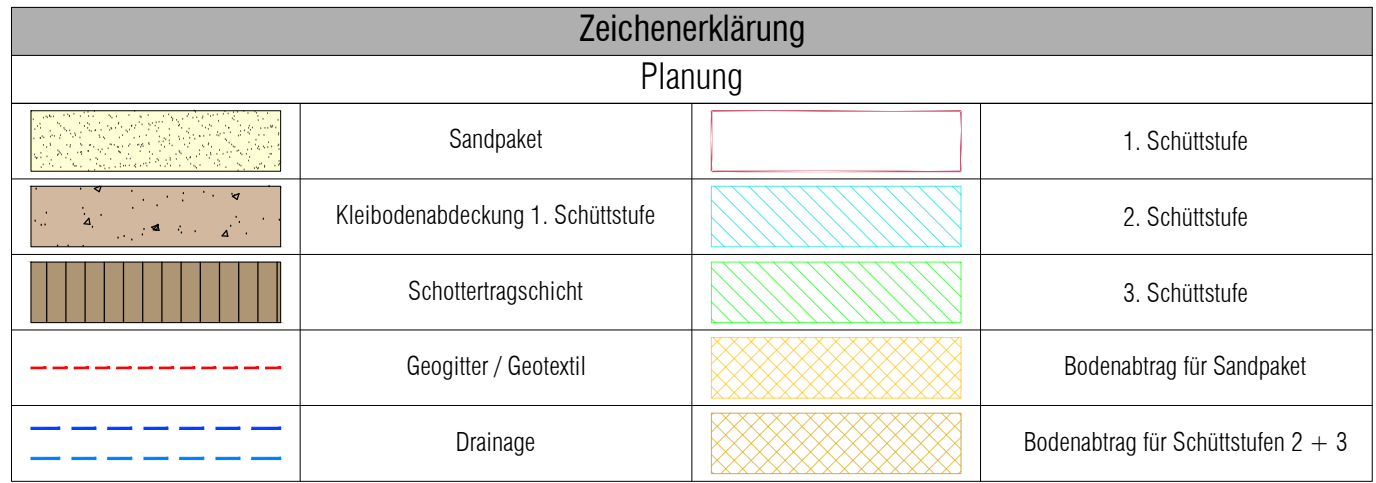 Zeichenerklärung
Planung
Sandpaket
1. Schüttstufe
Kleibodenabdeckung 1. Schüttstufe
2. Schüttstufe
Schottertragschicht
3. Schüttstufe
Geogitter / Geotextil
Bodenabtrag für Sandpaket
Drainage
Bodenabtrag für Schüttstufen 2 + 3